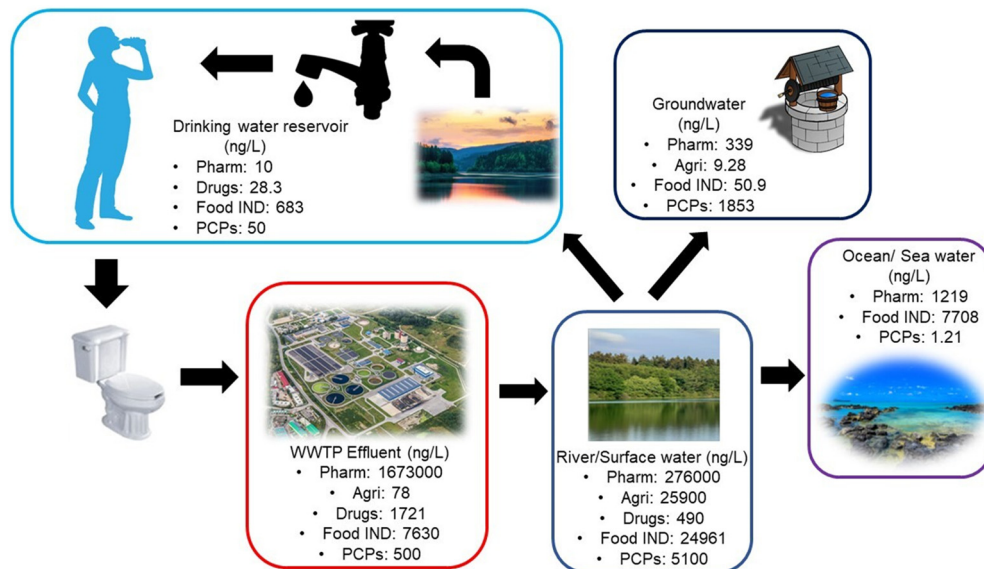 Drinking water reservoir
(ng/L)
• Pharm: 10
• Drugs: 28.3
• Food IND: 683
• PCPs: 50
Groundwater
(ng/L)
• Pharm: 339
• Agri: 9.28
• Food IND: 50.9
• PCPs: 1853
WWTP Effluent (ng/L)
• Pharm: 1673000
• Agri: 78
• Drugs: 1721
• Food IND: 7630
• PCPs: 500
River/Surface water (ng/L)
• Pharm: 276000
• Agri: 25900
• Drugs: 490
• Food IND: 24961
• PCPs: 5100
Ocean/ Sea water
(ng/L)
• Pharm: 1219
• Food IND: 7708
• PCPs: 1.21